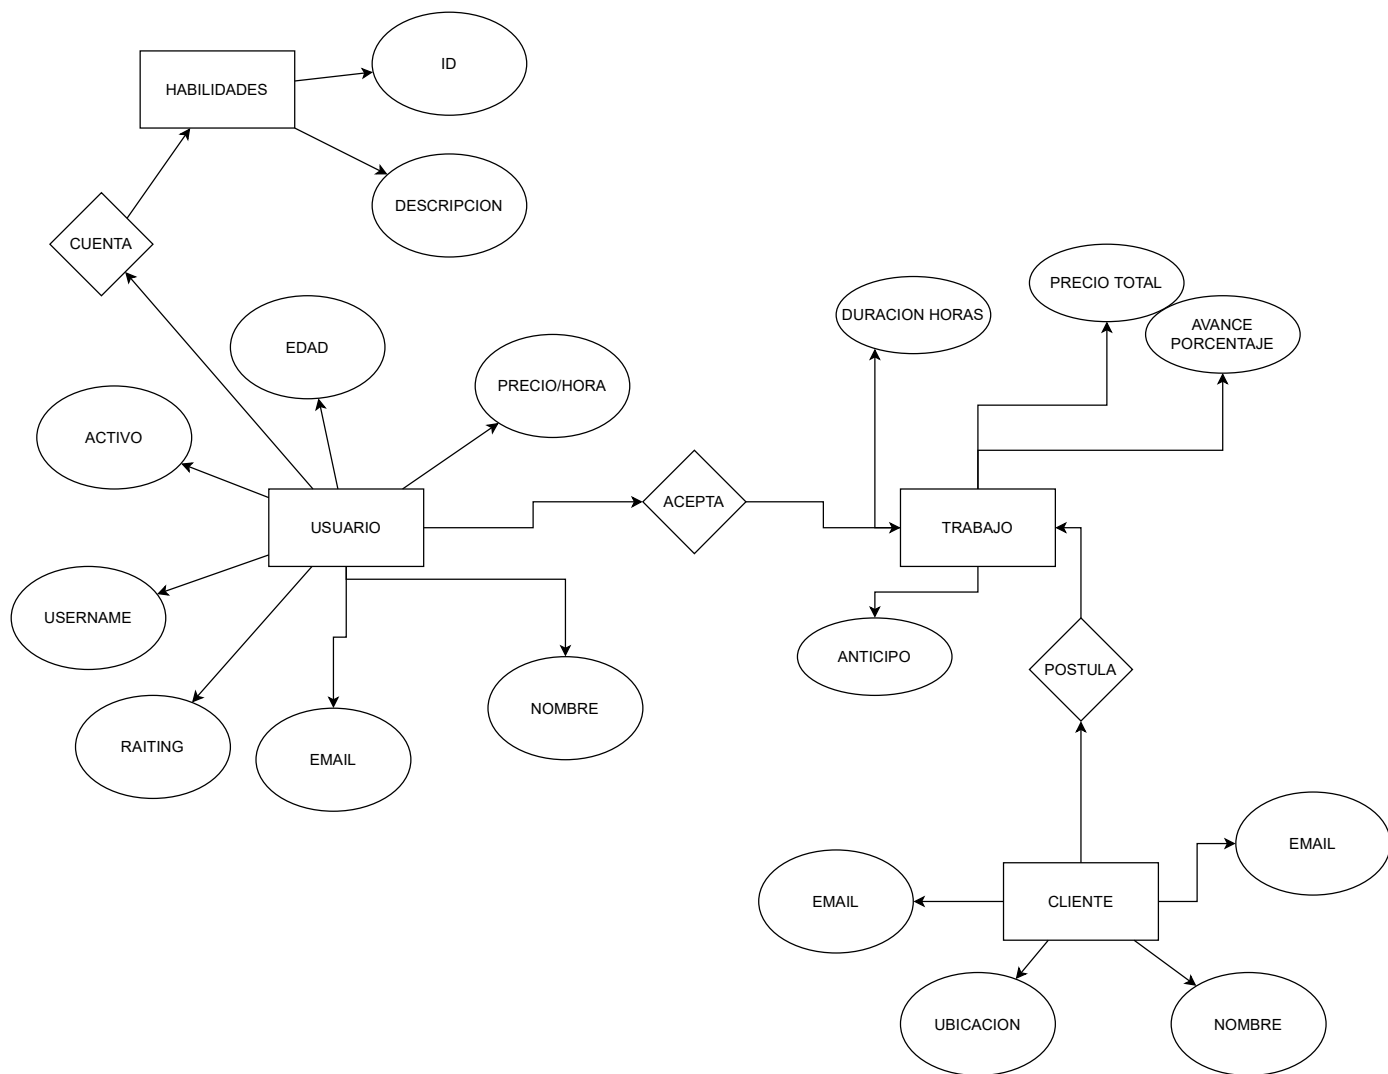 ID
HABILIDADES
DESCRIPCION
CUENTA
PRECIO TOTAL
DURACION HORAS
AVANCE
PORCENTAJE
EDAD
PRECIO/HORA
ACTIVO
ACEPTA
USUARIO
TRABAJO
USERNAME
ANTICIPO
POSTULA
NOMBRE
RAITING
EMAIL
EMAIL
EMAIL
CLIENTE
UBICACION
NOMBRE